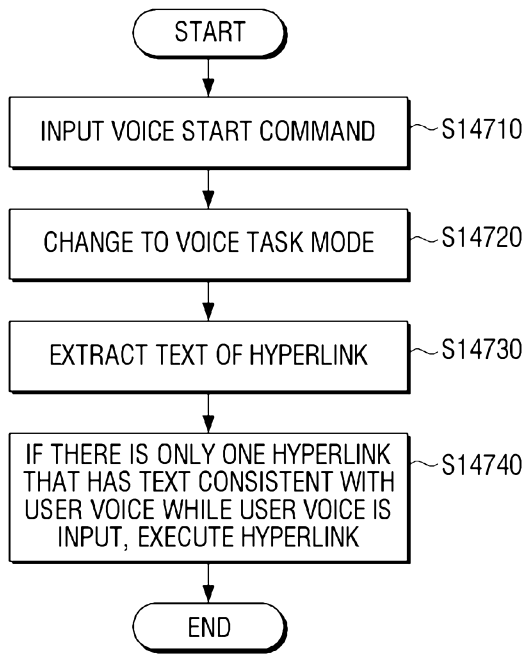 START
INPUT VOICE START COMMAND
S14710
CHANGE TO VOICE TASK MODE
S14720
EXTRACT TEXT OF HYPERLINK
S14730
IF THERE IS ONLY ONE HYPERLINK
THAT HAS TEXT CONSISTENT WITH
USER VOICE WHILE USER VOICE IS
INPUT, EXECUTE HYPERLINK
S14740
END